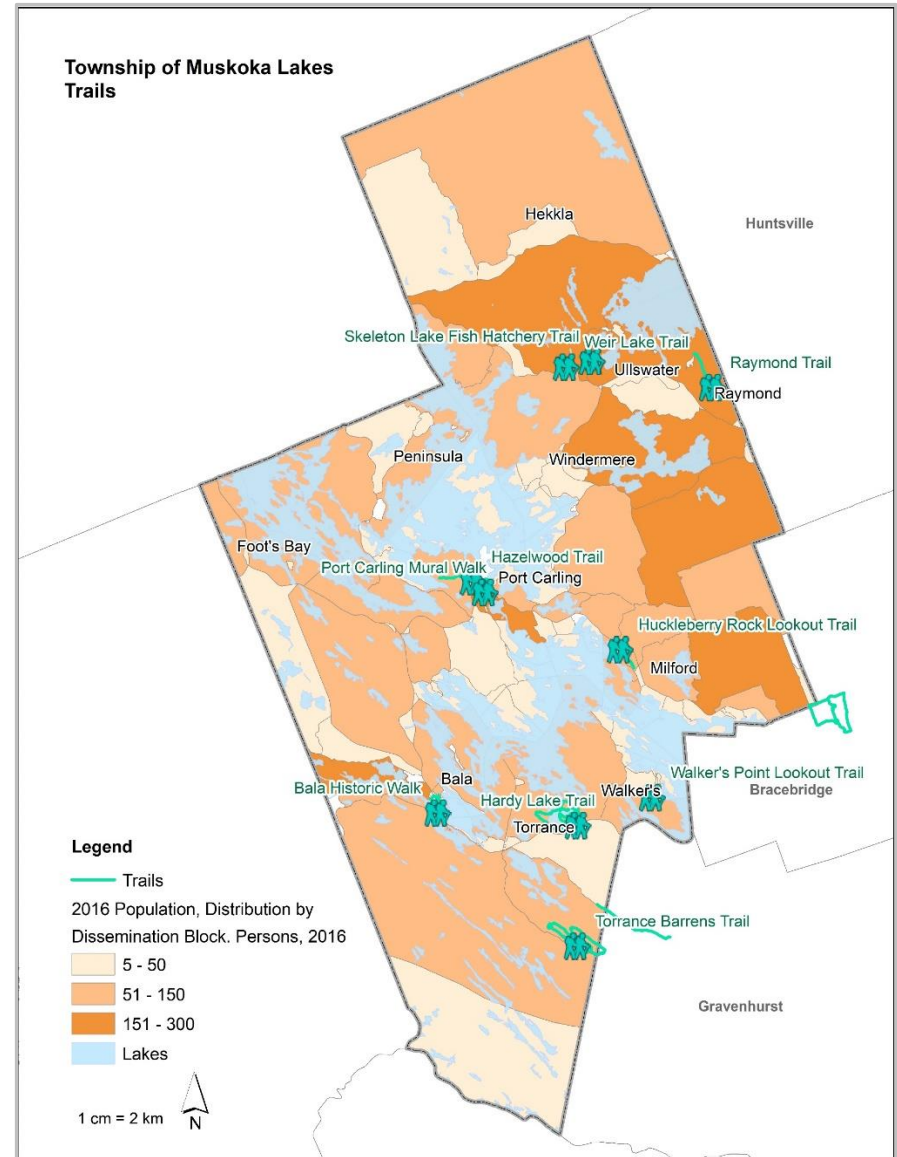 Township of Muskoka Lakes
Trails
Hekkla
Huntsville
Skeleton Lake Fish Hatchery Trail
Weir Lake Trail
Ullswater
Raymond Trail
Raymond
Peninsula
Windermere
Foot's Bay
Hazelwood Trail
Port Carling Mural Walk
Port Carling
Huckleberry Rock Lookout Trail
Milford
Walker's Point Lookout Trail
Bracebridge
Bala
Bala Historic Walk
Hardy Lake Trail
Walker's
Torrance
Torrance Barrens Trail
Gravenhurst
Legend
Trails
2016 Population, Distribution by
Dissemination Block. Persons, 2016
5 - 50
51 - 150
151 - 300
Lakes
1 cm = 2 km
N